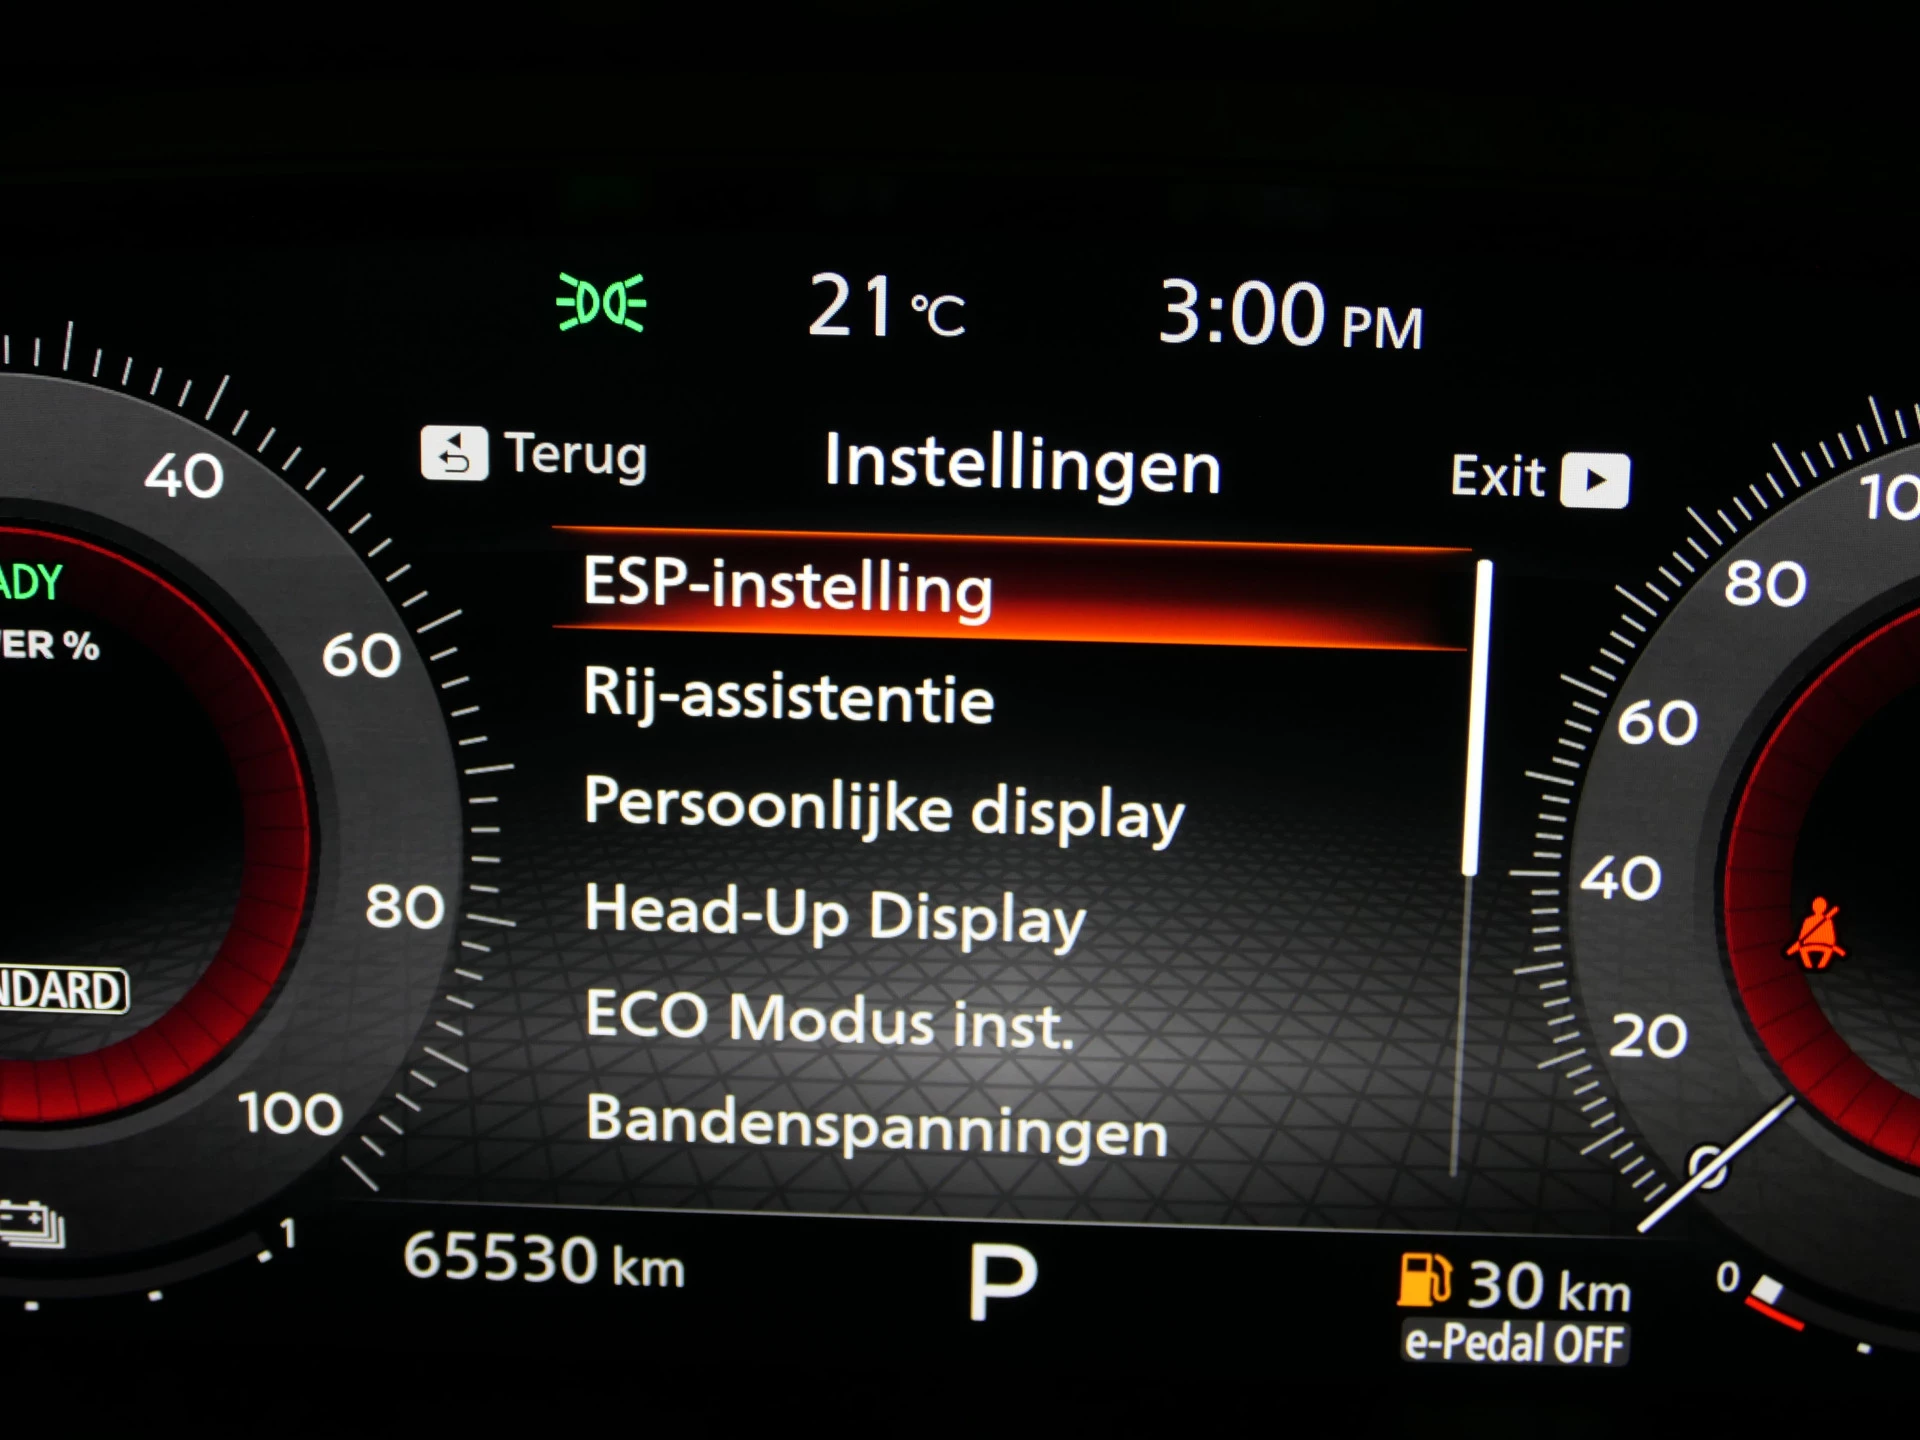 21 °C
3:00 PM
Terug
Instellingen
Exit
ESP-instelling
Rij-assistentie
Persoonlijke display
Head-Up Display
ECO Modus inst.
Bandenspanningen
40
60
80
100
1
ADY
ER %
NDARD
10
80
60
40
20
0
65530 km
P
30 km
e-Pedal OFF
0